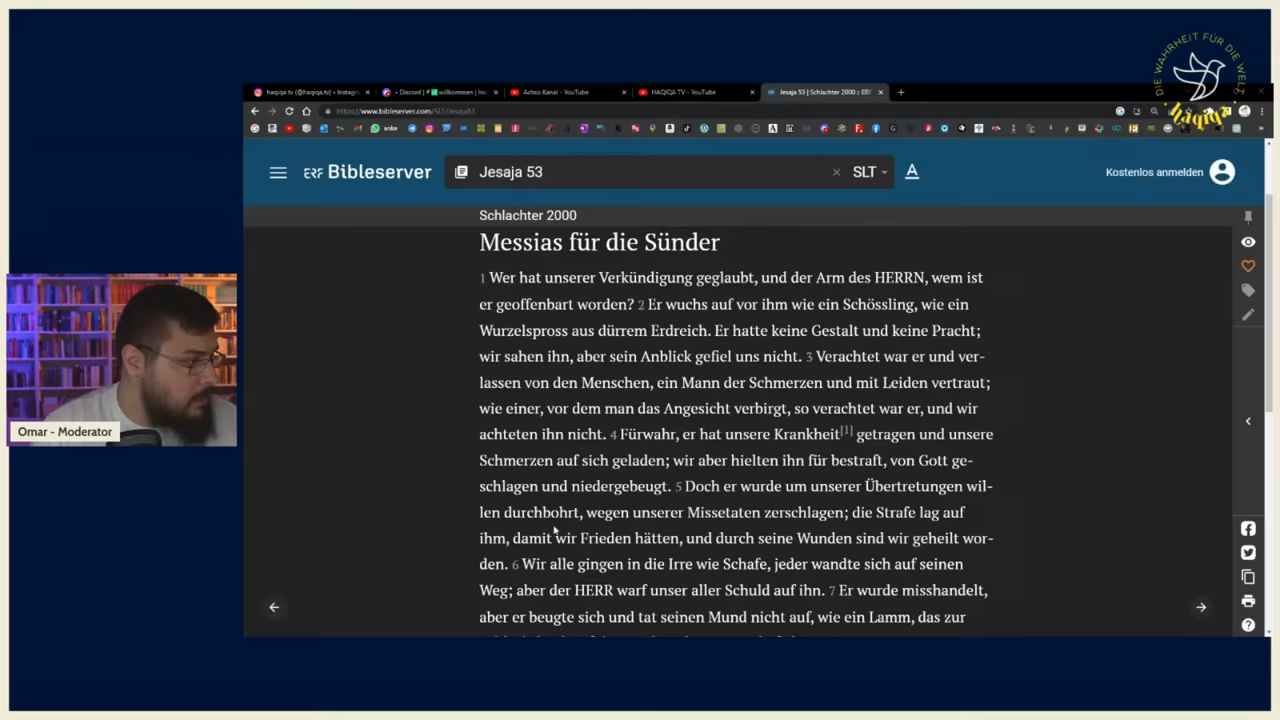 DIE WAHRHEIT FÜR DIE WELT
haqiqa
haqiqa tv (@haqiqa.tv) • Instagr
• Discord | #
willkommen | ha
Achso Kanal - YouTube
HAQIQA TV - YouTube
Jesaja 53 | Schlachter 2000 :: ERF
https://www.bibleserver.com/SLT/Jesaja53
anke
ERF Bibleserver
Jesaja 53
SLT
A
Kostenlos anmelden
Schlachter 2000
Messias für die Sünder
1 Wer hat unserer Verkündigung geglaubt, und der Arm des HERRN, wem ist
er geoffenbart worden? 2 Er wuchs auf vor ihm wie ein Schössling, wie ein
Wurzelspross aus dürrem Erdreich. Er hatte keine Gestalt und keine Pracht;
wir sahen ihn, aber sein Anblick gefiel uns nicht. 3 Verachtet war er und ver-
lassen von den Menschen, ein Mann der Schmerzen und mit Leiden vertraut;
wie einer, vor dem man das Angesicht verbirgt, so verachtet war er, und wir
achteten ihn nicht. 4 Fürwahr, er hat unsere Krankheit[1] getragen und unsere
Schmerzen auf sich geladen; wir aber hielten ihn für bestraft, von Gott ge-
schlagen und niedergebeugt. 5 Doch er wurde um unserer Übertretungen wil-
len durchbohrt, wegen unserer Missetaten zerschlagen; die Strafe lag auf
ihm, damit wir Frieden hätten, und durch seine Wunden sind wir geheilt wor-
den. 6 Wir alle gingen in die Irre wie Schafe, jeder wandte sich auf seinen
Weg; aber der HERR warf unser aller Schuld auf ihn. 7 Er wurde misshandelt,
aber er beugte sich und tat seinen Mund nicht auf, wie ein Lamm, das zur
Omar - Moderator